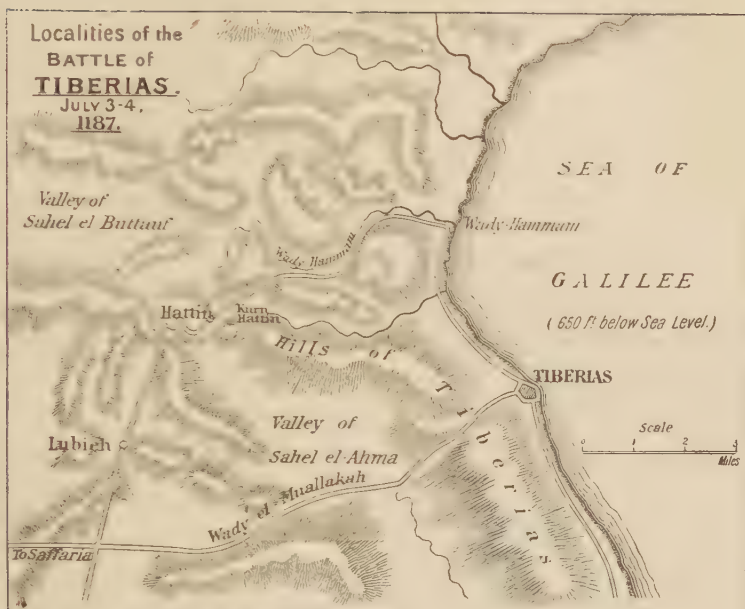 Localities of the
BATTLE of
TIBERIAS.
JULY 3-4,
1187.
SEA OF
Valley of
Sahel el Buttauf
Wady-Hammam
Wady Hammam
GALILEE
(650 ft below Sea Level.)
Hattin
Kurn
Hattin
Hills of Tiberias
TIBERIAS
Valley of
Sahel el-Ahma
Scale
0 1 2 3
Miles
Lubieh
Wady el Muallakah
To Saffaria